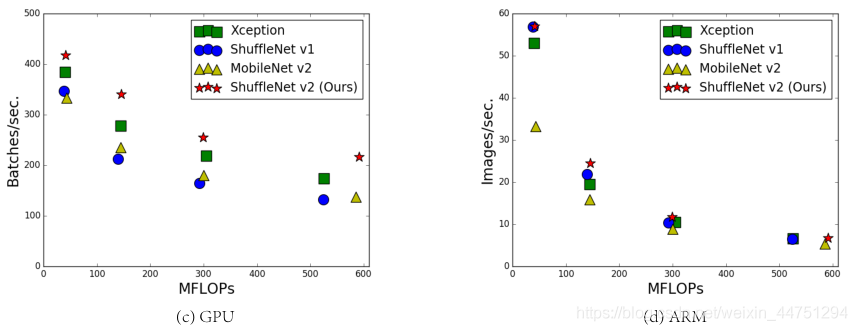 500
400
300
200
100
0
Batches/sec.
0 100 200 300 400 500 600
MFLOPs
Xception
ShuffleNet v1
MobileNet v2
ShuffleNet v2 (Ours)
(c) GPU
60
50
40
30
20
10
0
Images/sec.
0 100 200 300 400 500 600
MFLOPs
Xception
ShuffleNet v1
MobileNet v2
ShuffleNet v2 (Ours)
(d) ARM
https://blog.csdn.net/weixin_44751294